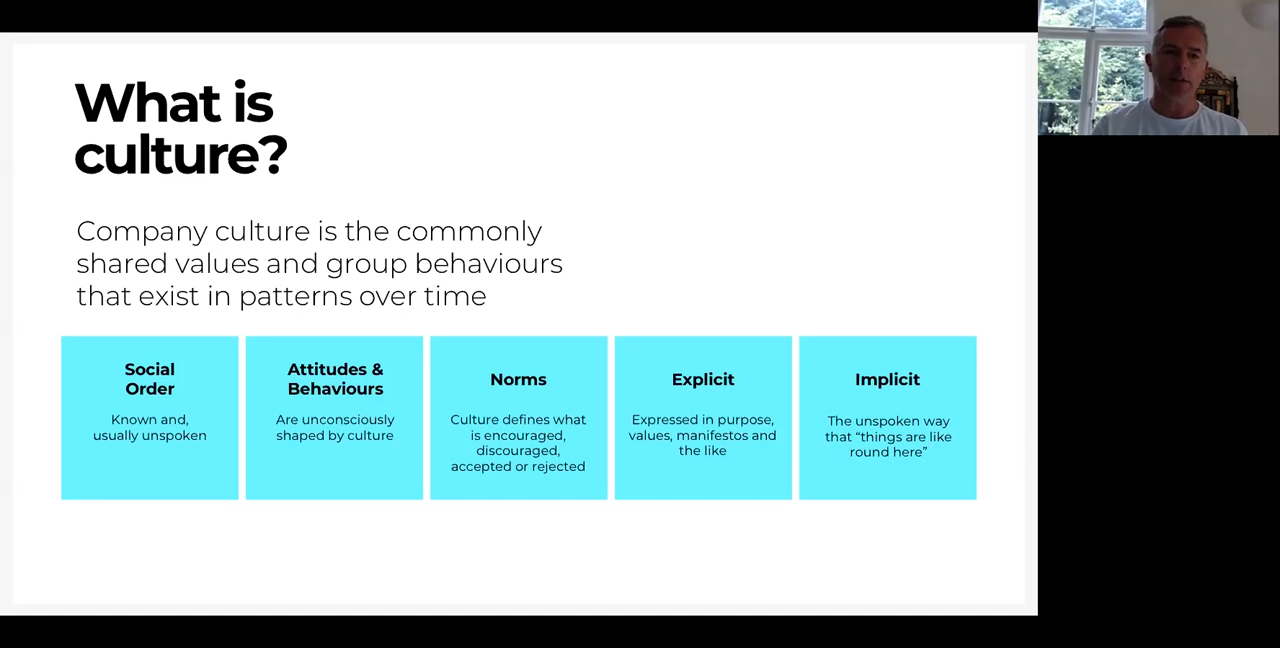 What is
culture?
Company culture is the commonly
shared values and group behaviours
that exist in patterns over time
Social
Order
Known and,
usually unspoken
Attitudes &
Behaviours
Are unconsciously
shaped by culture
Norms
Culture defines what
is encouraged,
discouraged,
accepted or rejected
Explicit
Expressed in purpose,
values, manifestos and
the like
Implicit
The unspoken way
that “things are like
round here”